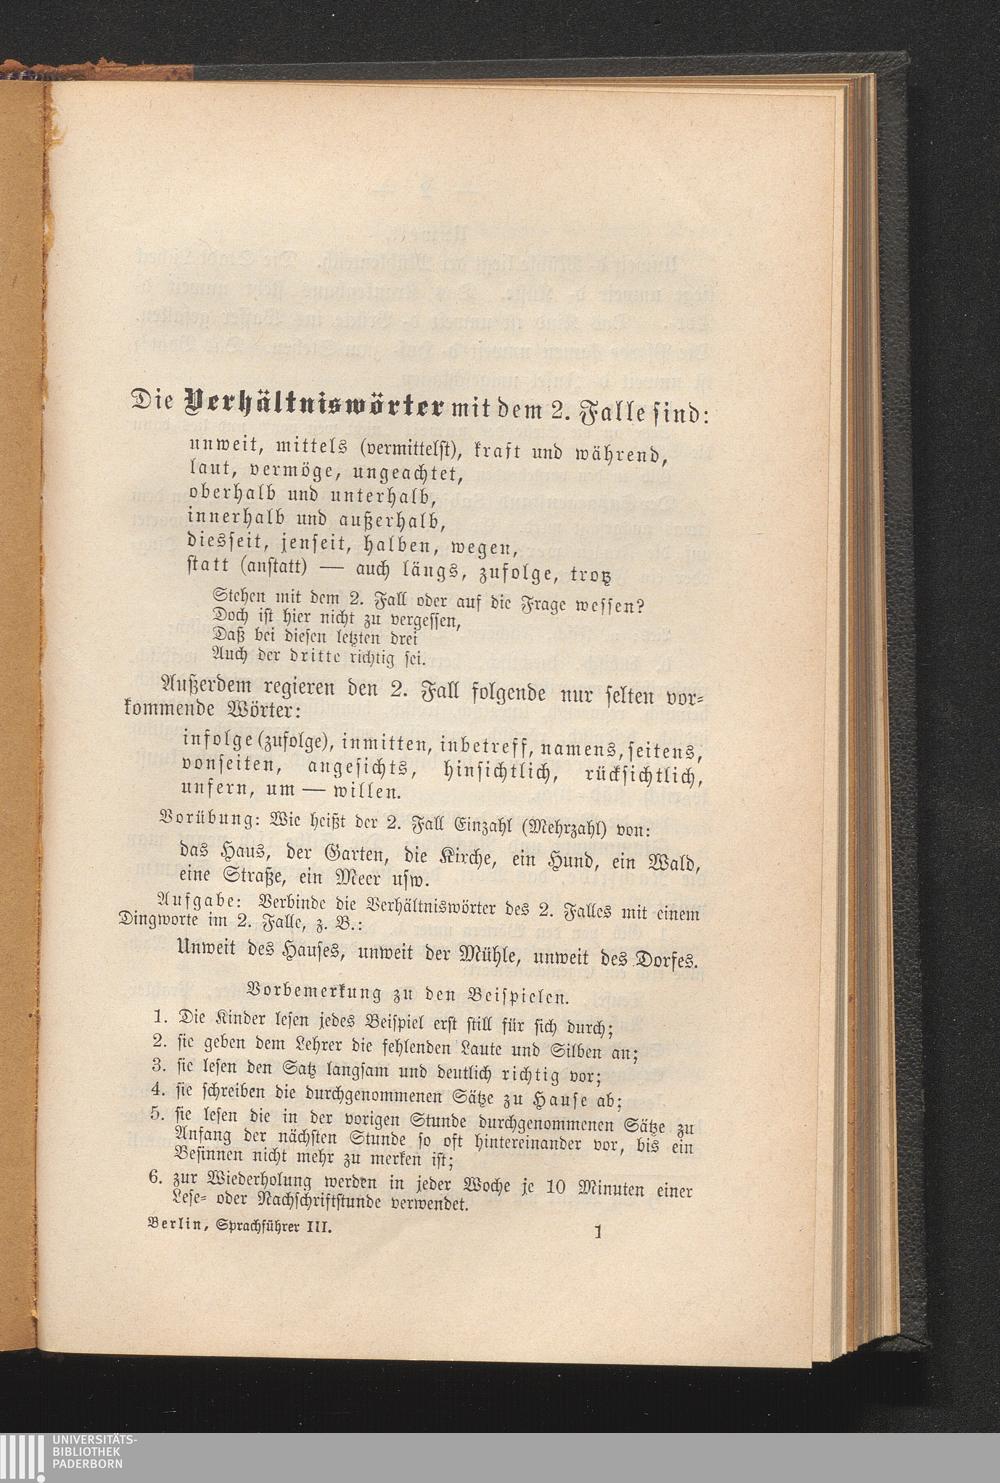 Die Verhältniswörter mit dem 2. Falle sind:
unweit, mittels (vermittelst), kraft und während,
laut, vermöge, ungeachtet,
oberhalb und unterhalb,
innerhalb und außerhalb,
diesseit, jenseit, halben, wegen,
statt (anstatt) — auch längs, zufolge, trotz
Stehen mit dem 2. Fall oder auf die Frage wessen?
Doch ist hier nicht zu vergessen,
Daß bei diesen letzten drei
Auch der dritte richtig sei.
Außerdem regieren den 2. Fall folgende nur selten vor-
kommende Wörter:
infolge (zufolge), inmitten, inbetreff, namens, seitens,
vonseiten, angesichts, hinsichtlich, rücksichtlich,
unfern, um — willen.
Vorübung: Wie heißt der 2. Fall Einzahl (Mehrzahl) von:
das Haus, der Garten, die Kirche, ein Hund, ein Wald,
eine Straße, ein Meer usw.
Aufgabe: Verbinde die Verhältniswörter des 2. Falles mit einem
Dingworte im 2. Falle, z. B.:
Unweit des Hauses, unweit der Mühle, unweit des Dorfes.
Vorbemerkung zu den Beispielen.
1. Die Kinder lesen jedes Beispiel erst still für sich durch;
2. sie geben dem Lehrer die fehlenden Laute und Silben an;
3. sie lesen den Satz langsam und deutlich richtig vor;
4. sie schreiben die durchgenommenen Sätze zu Hause ab;
5. sie lesen die in der vorigen Stunde durchgenommenen Sätze zu
Anfang der nächsten Stunde so oft hintereinander vor, bis ein
Besinnen nicht mehr zu merken ist;
6. zur Wiederholung werden in jeder Woche je 10 Minuten einer
Lese- oder Nachschriftstunde verwendet.
Berlin, Sprachführer III. 1
UNIVERSITÄTS-
BIBLIOTHEK
PADERBORN